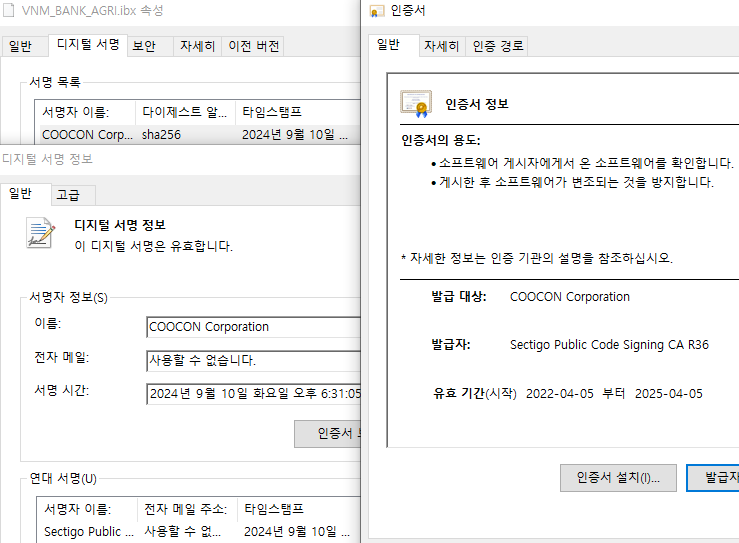 VNM_BANK_AGRI.ibx 속성
일반 디지털 서명 보안 자세히 이전 버전
서명 목록
서명자 이름: 다이제스트 알... 타임스탬프
COOCON Corp... sha256 2024년 9월 10일 ...
디지털 서명 정보
일반 고급
디지털 서명 정보
이 디지털 서명은 유효합니다.
서명자 정보(S)
이름: COOCON Corporation
전자 메일: 사용할 수 없습니다.
서명 시간: 2024년 9월 10일 화요일 오후 6:31:05
인증서
연대 서명(U)
서명자 이름: 전자 메일 주소: 타임스탬프
Sectigo Public ... 사용할 수 없... 2024년 9월 10일 ...
인증서
일반 자세히 인증 경로
인증서 정보
인증서의 용도:
• 소프트웨어 게시자에게서 온 소프트웨어를 확인합니다.
• 게시한 후 소프트웨어가 변조되는 것을 방지합니다.
* 자세한 정보는 인증 기관의 설명을 참조하십시오.
발급 대상: COOCON Corporation
발급자: Sectigo Public Code Signing CA R36
유효 기간(시작) 2022-04-05 부터 2025-04-05
인증서 설치(I)... 발급자